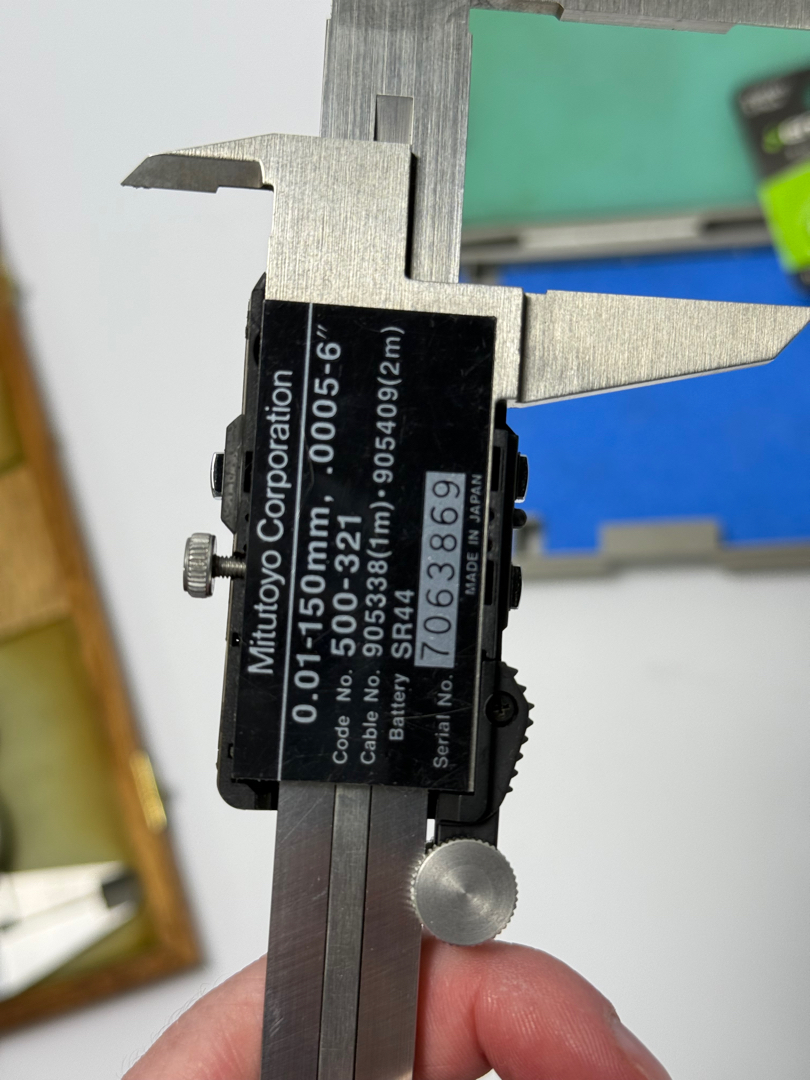 Mitutoyo Corporation
0.01-150mm, .0005-6″
Code No. 500-321
Cable No. 905338(1m)•905409(2m)
Battery SR44
Serial No. 7063869
MADE IN JAPAN